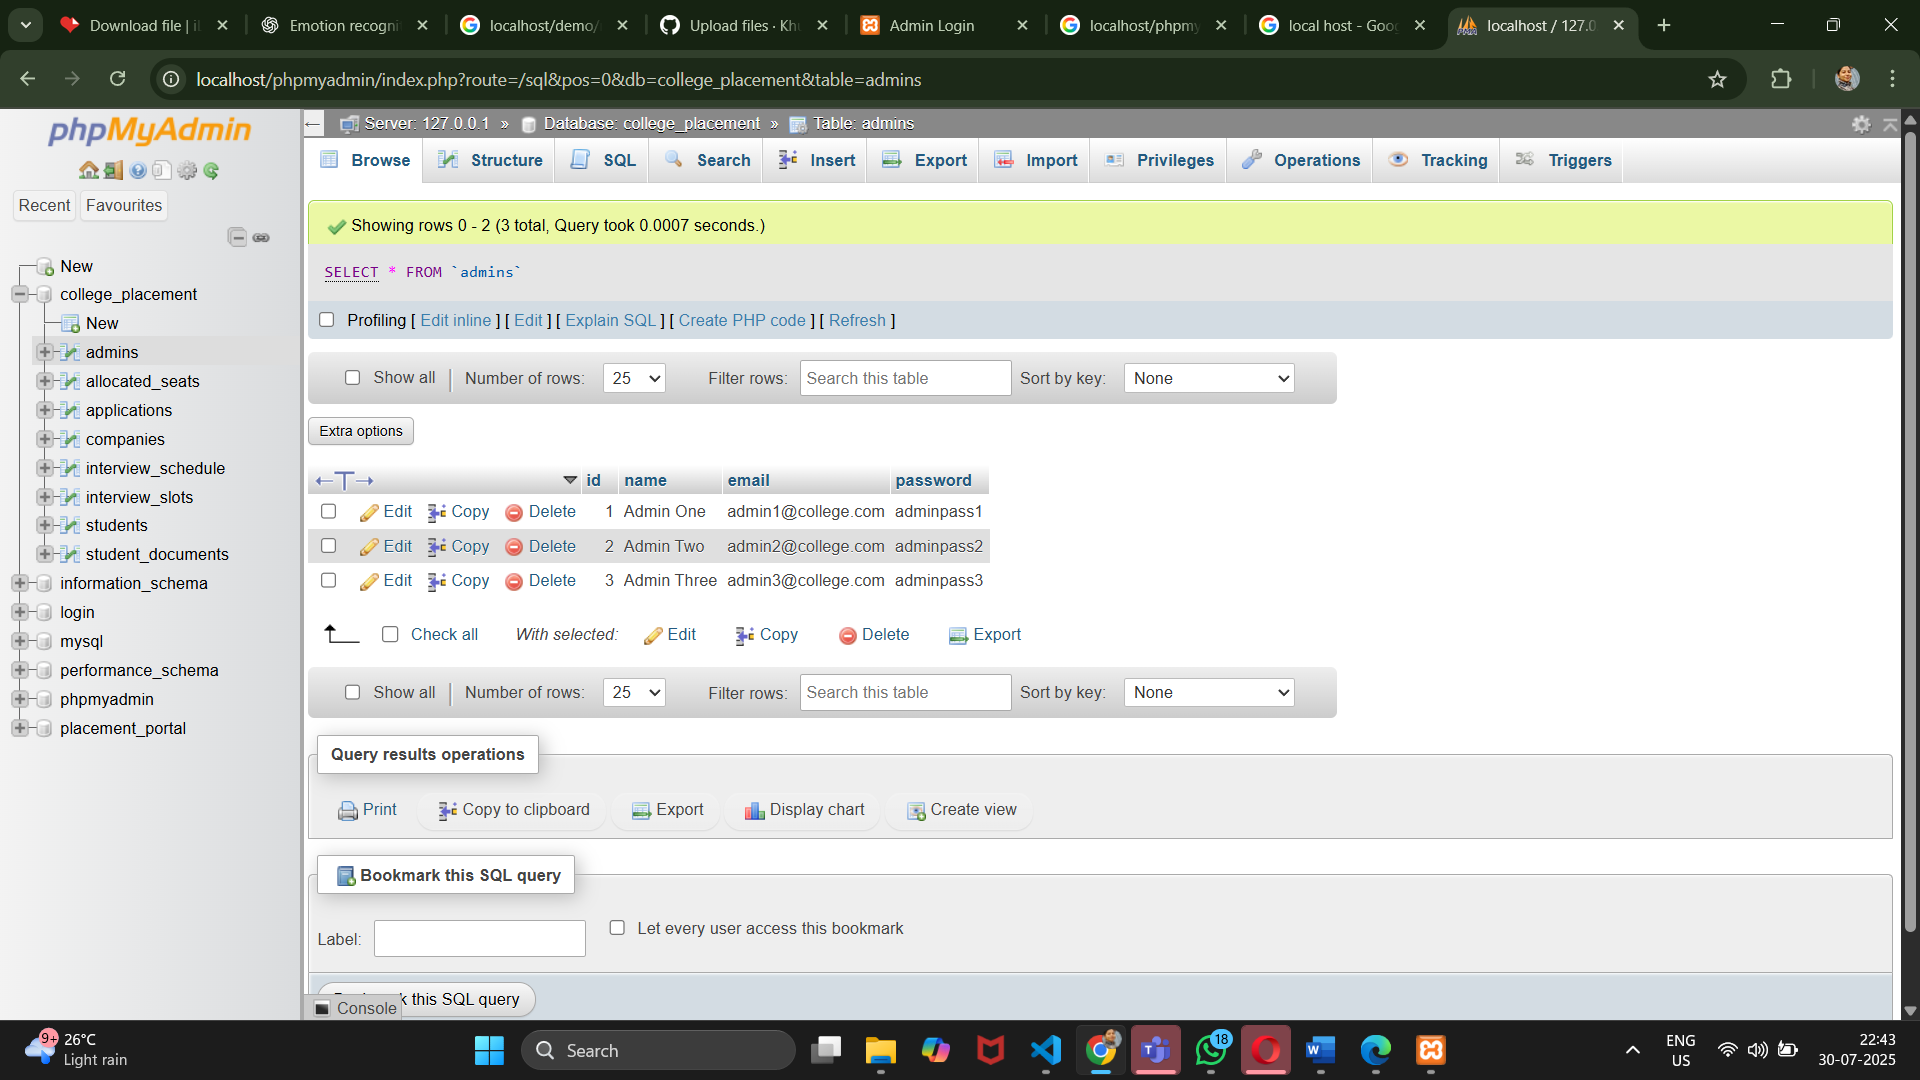 Download file | i
Emotion recogni
localhost/demo/
Upload files · Kh
Admin Login
localhost/phpmy
local host - Goo
localhost / 127.0
localhost/phpmyadmin/index.php?route=/sql&pos=0&db=college_placement&table=admins
phpMyAdmin
Recent
Favourites
New
college_placement
New
admins
allocated_seats
applications
companies
interview_schedule
interview_slots
students
student_documents
information_schema
login
mysql
performance_schema
phpmyadmin
placement_portal
Server: 127.0.0.1 » Database: college_placement » Table: admins
Browse Structure SQL Search Insert Export Import Privileges Operations Tracking Triggers
Showing rows 0 - 2 (3 total, Query took 0.0007 seconds.)
SELECT * FROM `admins`
Profiling [ Edit inline ] [ Edit ] [ Explain SQL ] [ Create PHP code ] [ Refresh ]
Show all | Number of rows: 25 Filter rows: Search this table Sort by key: None
Extra options
id name email password
Edit Copy Delete 1 Admin One admin1@college.com adminpass1
Edit Copy Delete 2 Admin Two admin2@college.com adminpass2
Edit Copy Delete 3 Admin Three admin3@college.com adminpass3
Check all With selected: Edit Copy Delete Export
Show all | Number of rows: 25 Filter rows: Search this table Sort by key: None
Query results operations
Print Copy to clipboard Export Display chart Create view
Bookmark this SQL query
Label:
Let every user access this bookmark
this SQL query
Console
9+
26°C
Light rain
Search
18
ENG
US
22:43
30-07-2025